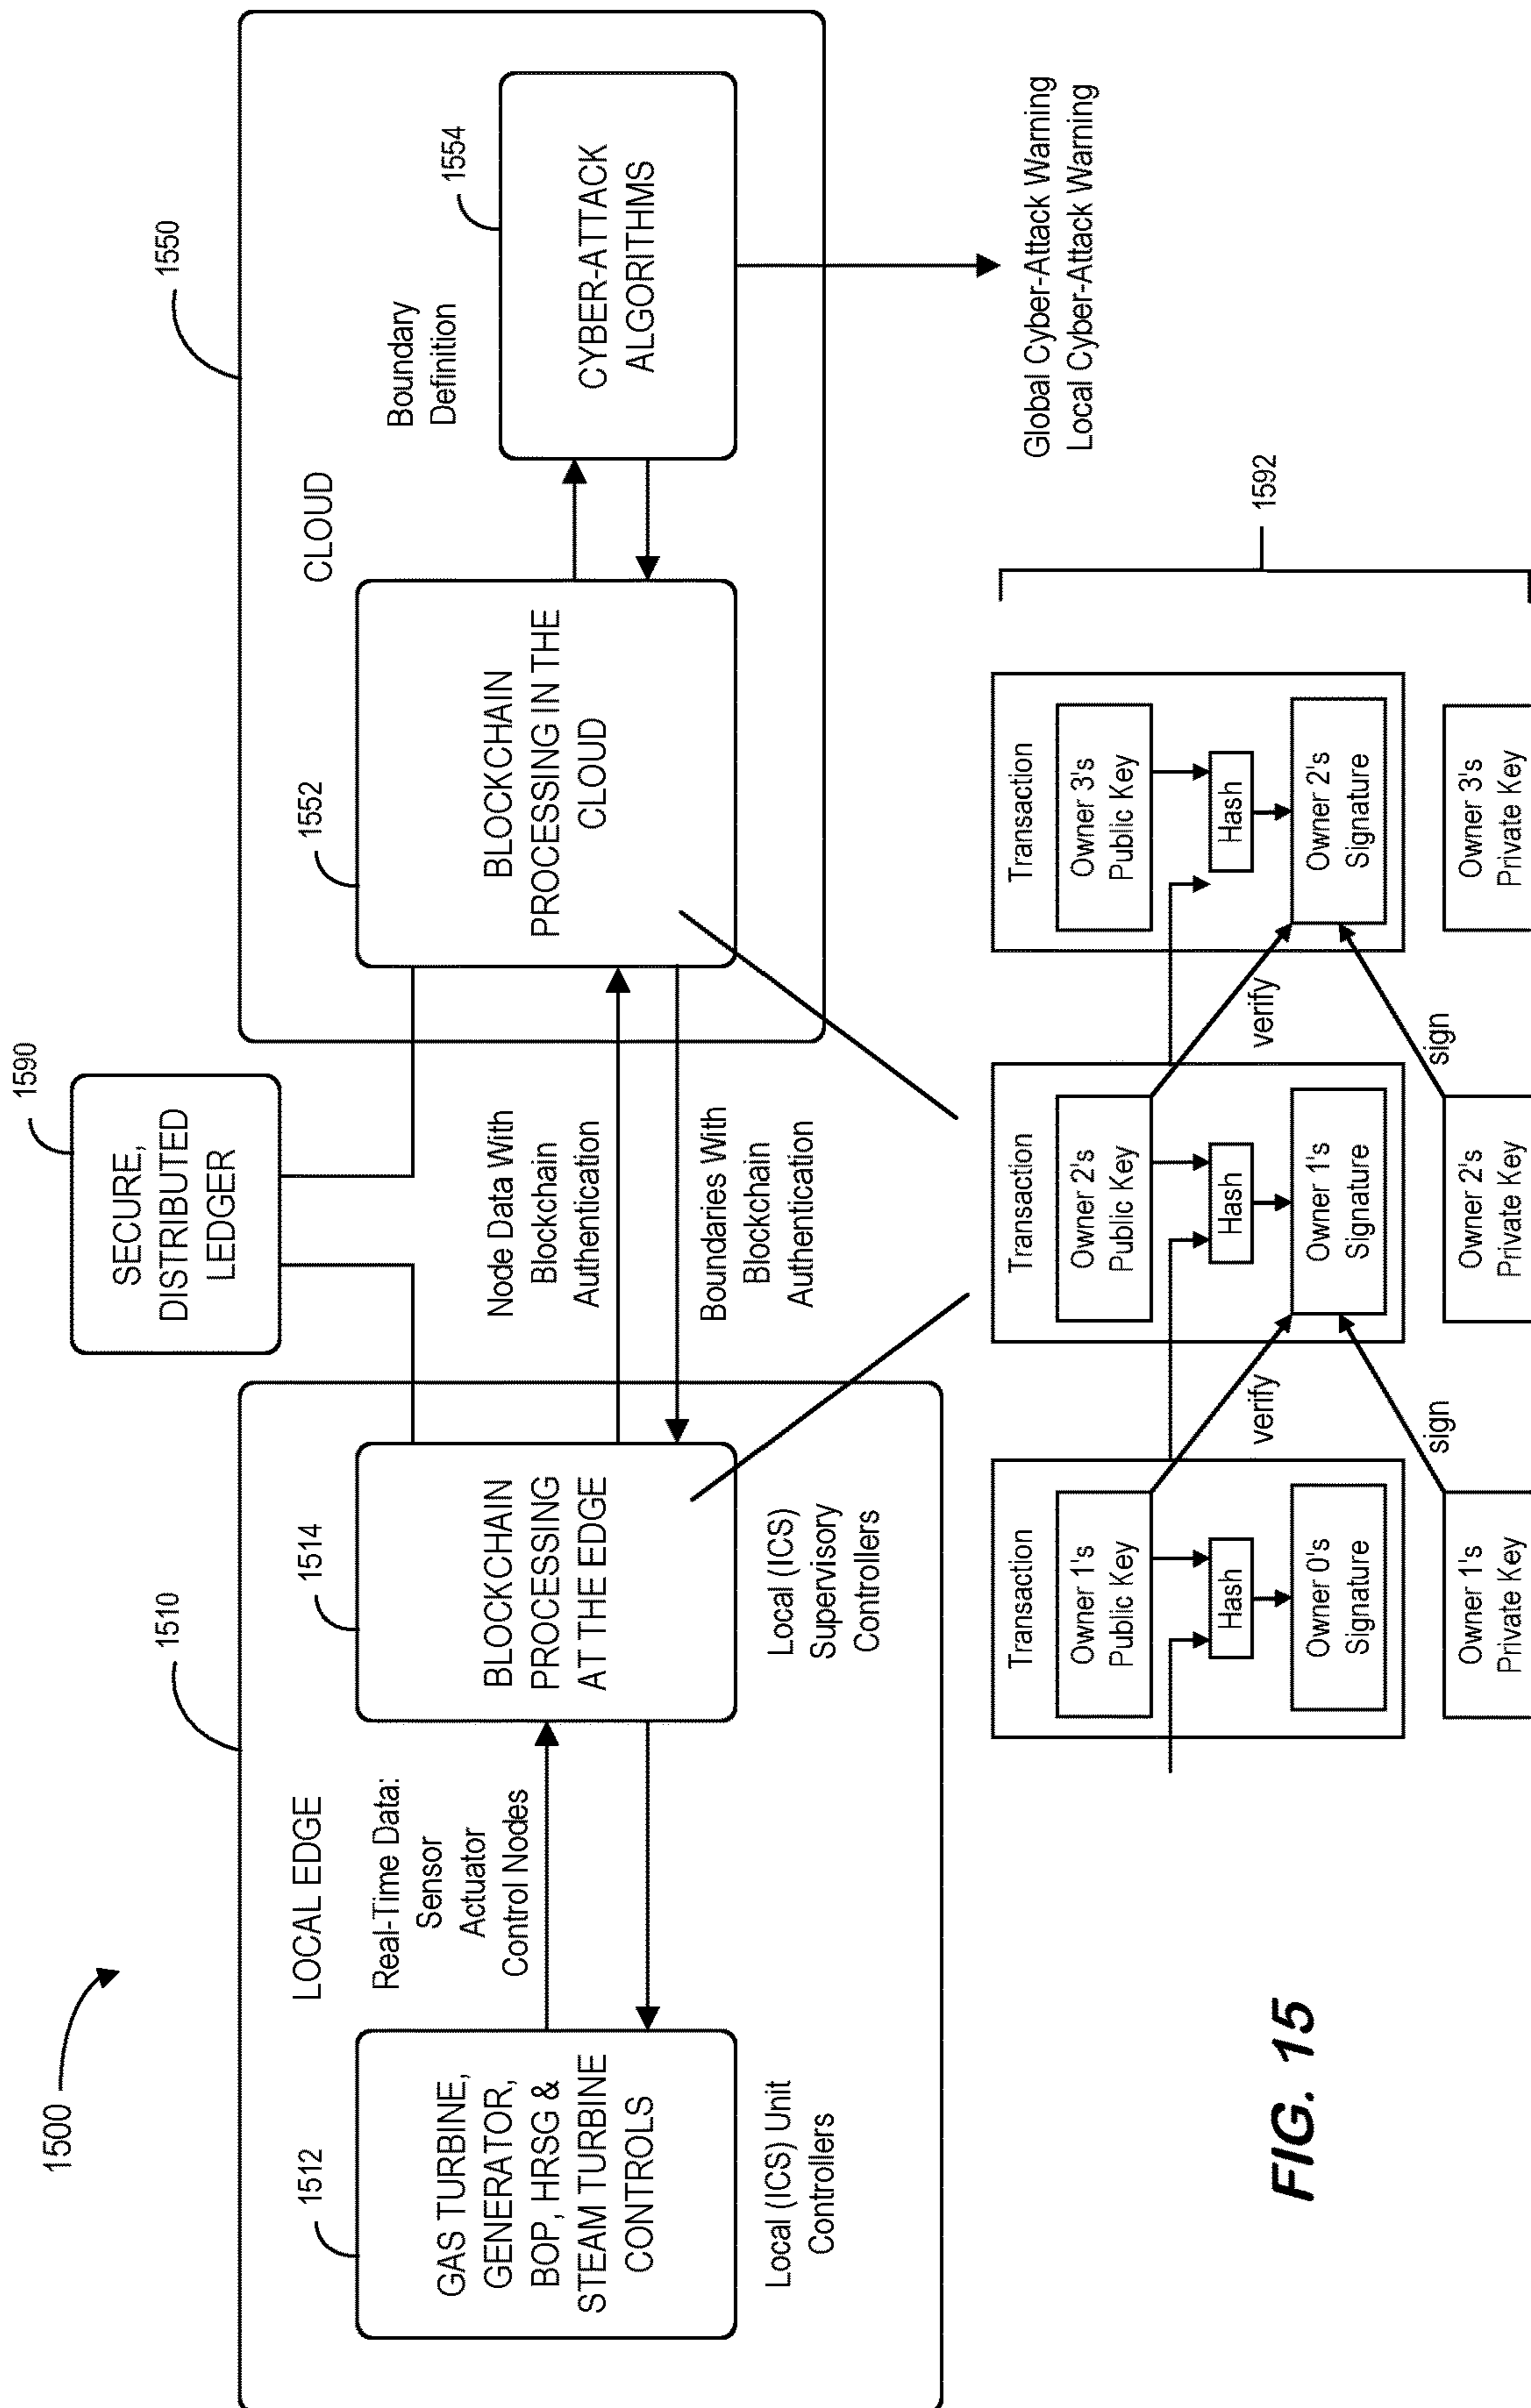 1500
1590
SECURE,
DISTRIBUTED
LEDGER
1510
LOCAL EDGE
1512
GAS TURBINE,
GENERATOR,
BOP, HRSG &
STEAM TURBINE
CONTROLS
Local (ICS) Unit
Controllers
Real-Time Data:
Sensor
Actuator
Control Nodes
1514
BLOCKCHAIN
PROCESSING
AT THE EDGE
Local (ICS)
Supervisory
Controllers
Node Data With
Blockchain
Authentication
Boundaries With
Blockchain
Authentication
1550
CLOUD
1552
BLOCKCHAIN
PROCESSING IN THE
CLOUD
Boundary
Definition
1554
CYBER-ATTACK
ALGORITHMS
Global Cyber-Attack Warning
Local Cyber-Attack Warning
1592
Transaction
Owner 1's
Public Key
Hash
Owner 0's
Signature
Owner 1's
Private Key
verify
sign
Transaction
Owner 2's
Public Key
Hash
Owner 1's
Signature
Owner 2's
Private Key
verify
sign
Transaction
Owner 3's
Public Key
Hash
Owner 2's
Signature
Owner 3's
Private Key
FIG. 15